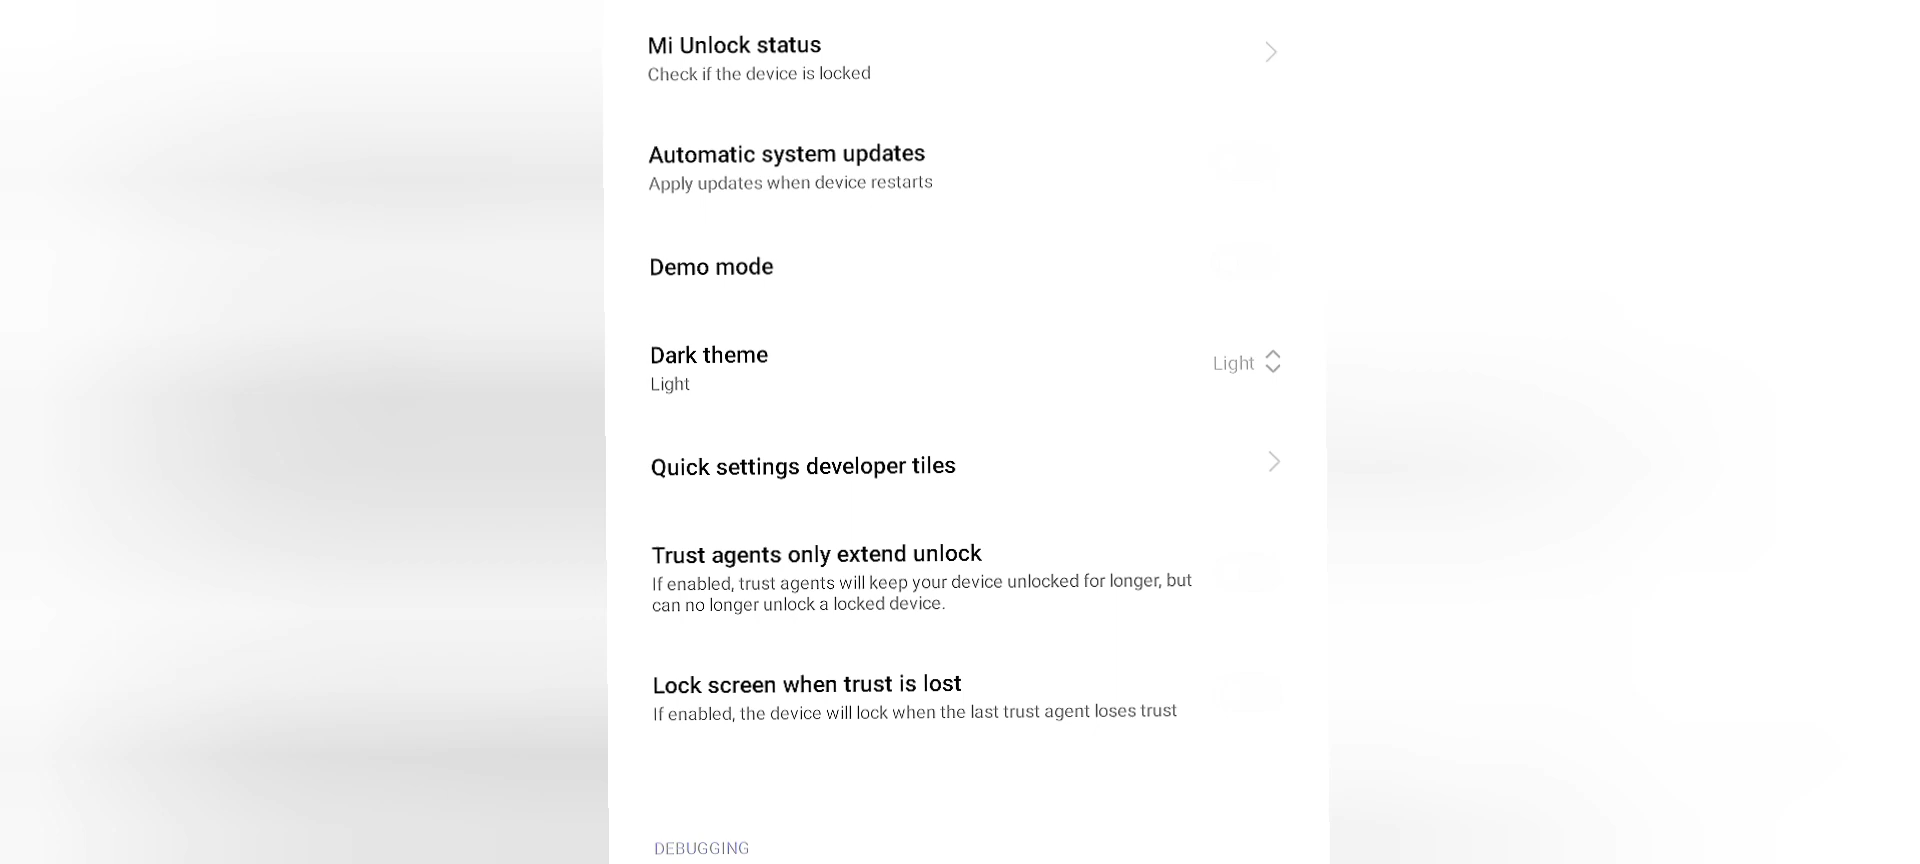 Mi Unlock status
Check if the device is locked
Automatic system updates
Apply updates when device restarts
Demo mode
Dark theme
Light
Light
Quick settings developer tiles
Trust agents only extend unlock
If enabled, trust agents will keep your device unlocked for longer, but
can no longer unlock a locked device.
Lock screen when trust is lost
If enabled, the device will lock when the last trust agent loses trust
DEBUGGING